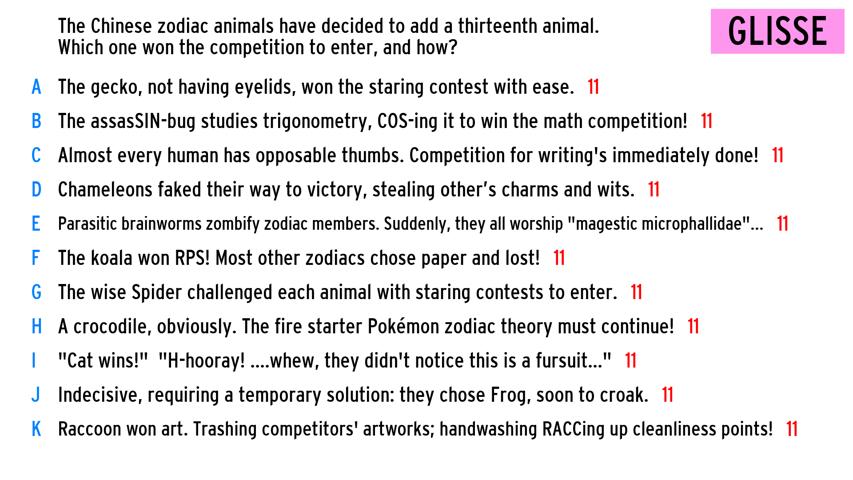 The Chinese zodiac animals have decided to add a thirteenth animal.
Which one won the competition to enter, and how?
GLISSE
A The gecko, not having eyelids, won the staring contest with ease. 11
B The assasSIN-bug studies trigonometry, COS-ing it to win the math competition! 11
C Almost every human has opposable thumbs. Competition for writing's immediately done! 11
D Chameleons faked their way to victory, stealing other’s charms and wits. 11
E Parasitic brainworms zombify zodiac members. Suddenly, they all worship "magestic microphallidae"... 11
F The koala won RPS! Most other zodiacs chose paper and lost! 11
G The wise Spider challenged each animal with staring contests to enter. 11
H A crocodile, obviously. The fire starter Pokémon zodiac theory must continue! 11
I "Cat wins!" "H-hooray! ....whew, they didn't notice this is a fursuit..." 11
J Indecisive, requiring a temporary solution: they chose Frog, soon to croak. 11
K Raccoon won art. Trashing competitors' artworks; handwashing RACCing up cleanliness points! 11